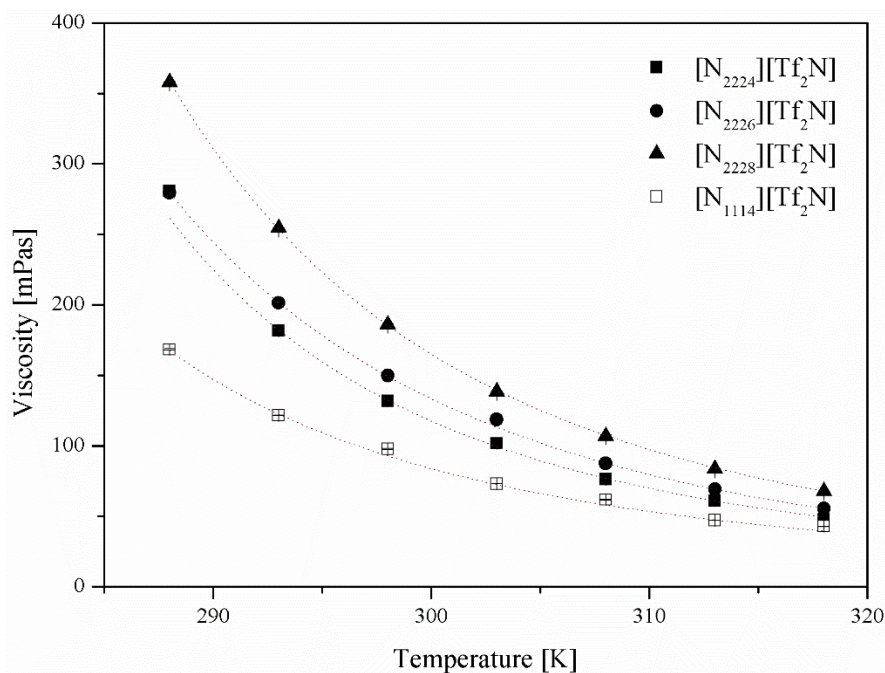 400
300
200
100
0
Viscosity [mPas]
[N2224][Tf2N]
[N2226][Tf2N]
[N2228][Tf2N]
[N1114][Tf2N]
290 300 310 320
Temperature [K]